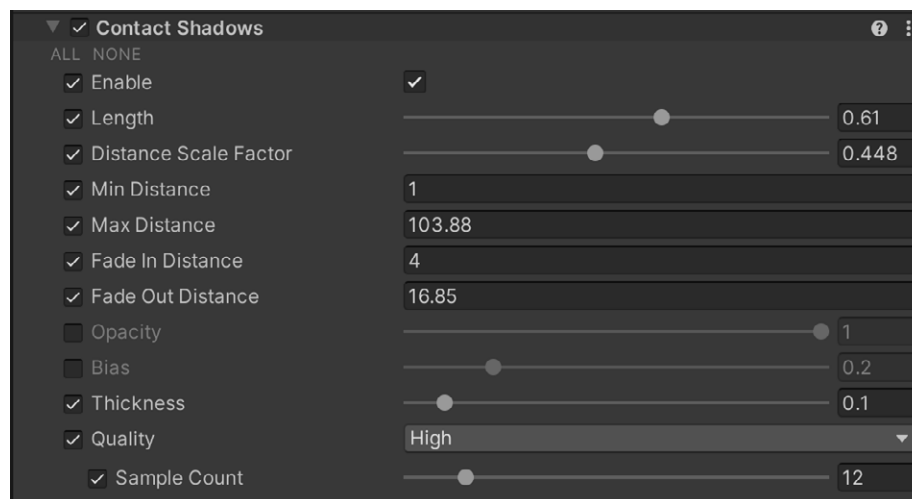 Contact Shadows
ALL NONE
Enable
Length 0.61
Distance Scale Factor 0.448
Min Distance 1
Max Distance 103.88
Fade In Distance 4
Fade Out Distance 16.85
Opacity 1
Bias 0.2
Thickness 0.1
Quality High
Sample Count 12